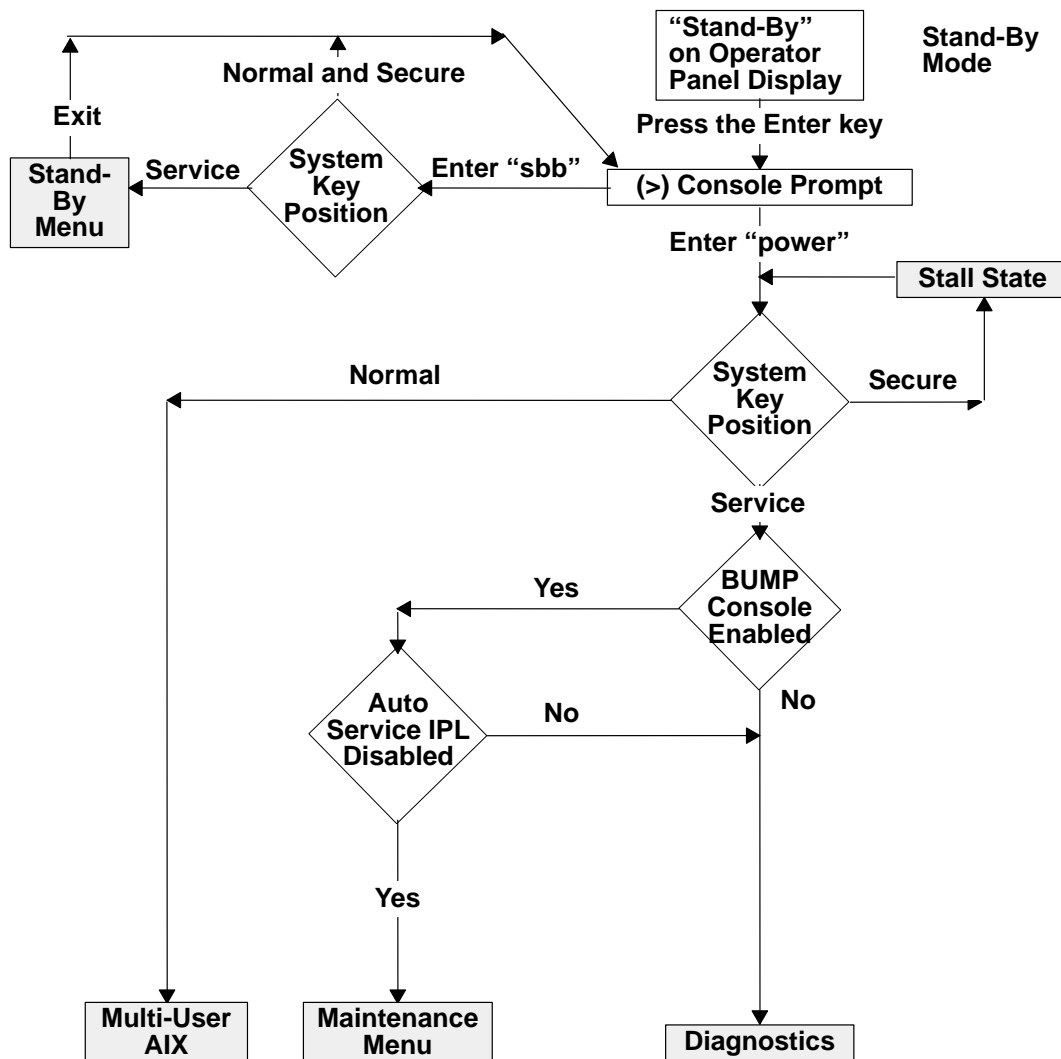 “Stand-By”
on Operator
Panel Display
Stand-By
Mode
Normal and Secure
Exit
Press the Enter key
Stand-
By
Menu
Service
System
Key
Position
Enter “sbb”
(>) Console Prompt
Enter “power”
Stall State
Normal
System
Key
Position
Secure
Service
Yes
BUMP
Console
Enabled
No
Auto
Service IPL
Disabled
No
Yes
Multi-User
AIX
Maintenance
Menu
Diagnostics